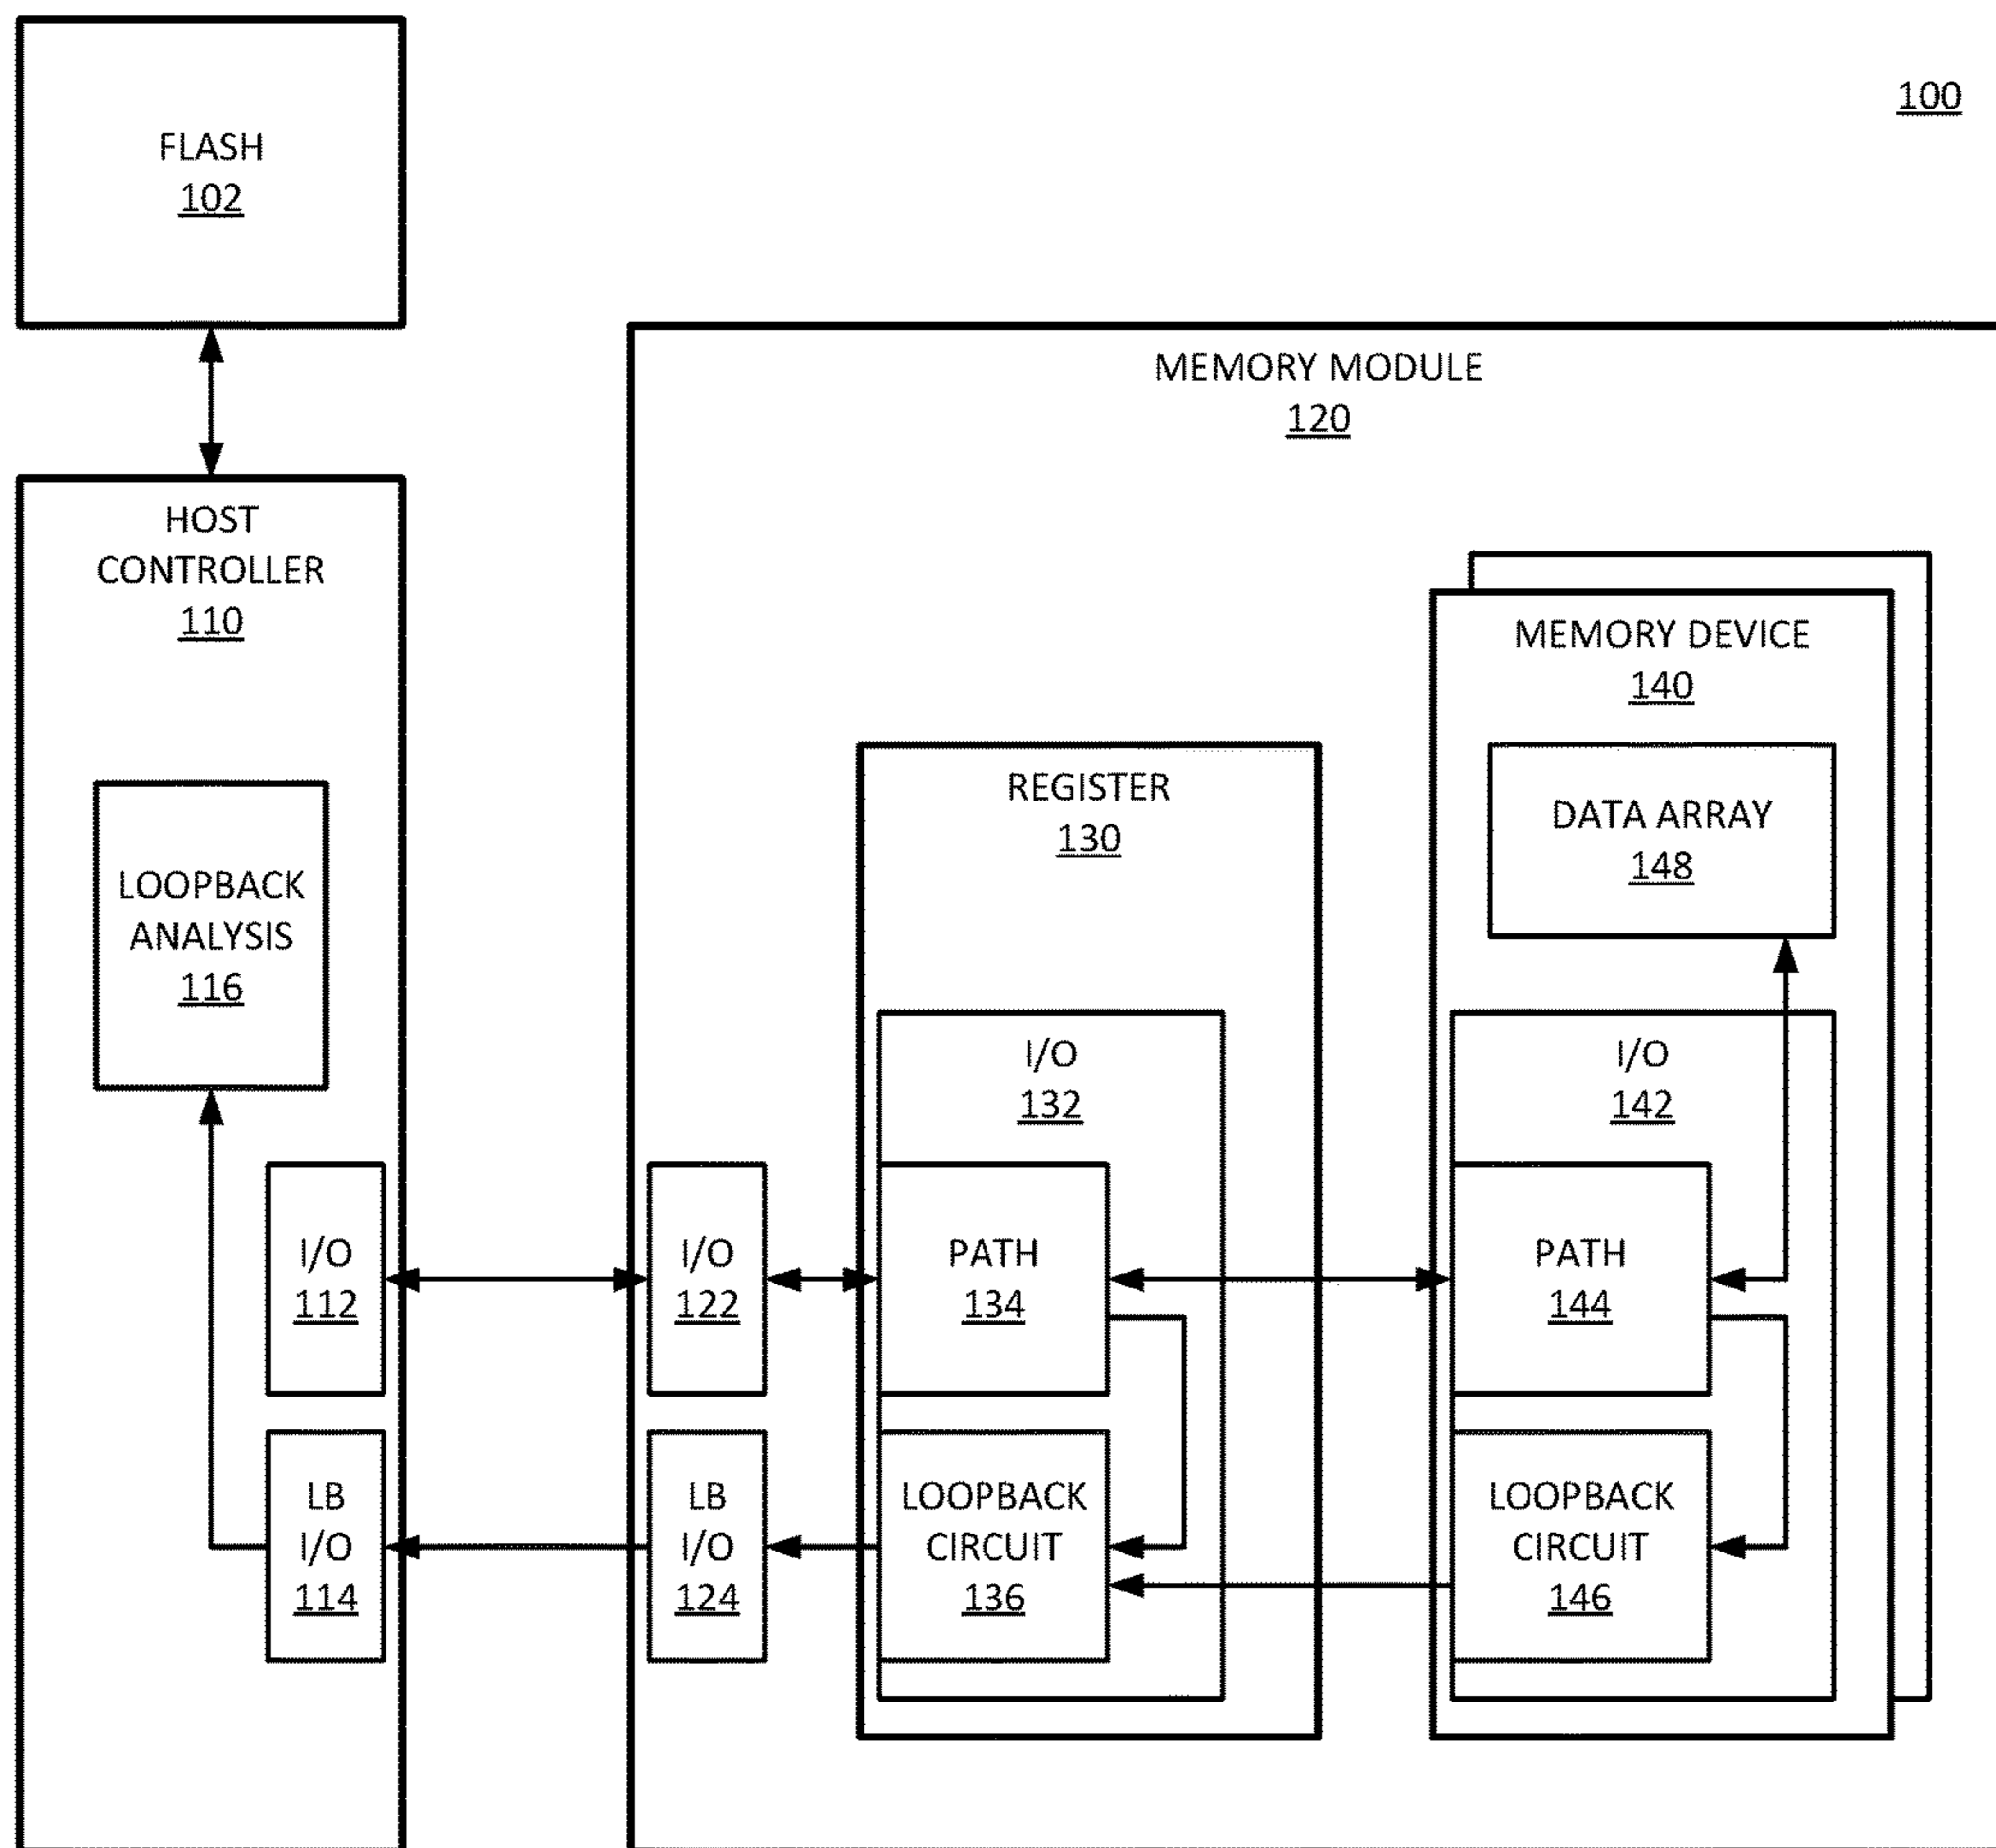 FLASH
102
100
MEMORY MODULE
120
HOST
CONTROLLER
110
MEMORY DEVICE
140
REGISTER
130
DATA ARRAY
148
LOOPBACK
ANALYSIS
116
I/O
132
I/O
142
I/O
112
I/O
122
PATH
134
PATH
144
LB
I/O
114
LB
I/O
124
LOOPBACK
CIRCUIT
136
LOOPBACK
CIRCUIT
146